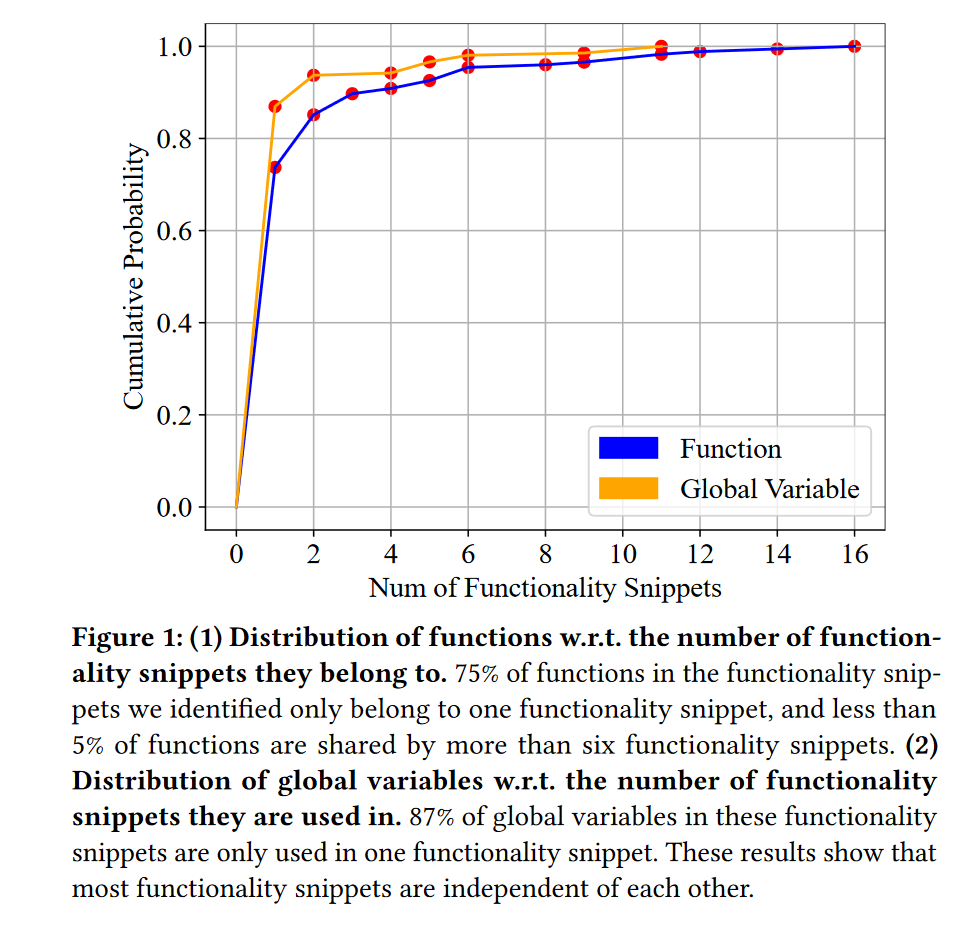 1.0
0.8
0.6
0.4
0.2
0.0
Cumulative Probability
Function
Global Variable
0 2 4 6 8 10 12 14 16
Num of Functionality Snippets
Figure 1: (1) Distribution of functions w.r.t. the number of function-
ality snippets they belong to. 75% of functions in the functionality snip-
pets we identified only belong to one functionality snippet, and less than
5% of functions are shared by more than six functionality snippets. (2)
Distribution of global variables w.r.t. the number of functionality
snippets they are used in. 87% of global variables in these functionality
snippets are only used in one functionality snippet. These results show that
most functionality snippets are independent of each other.